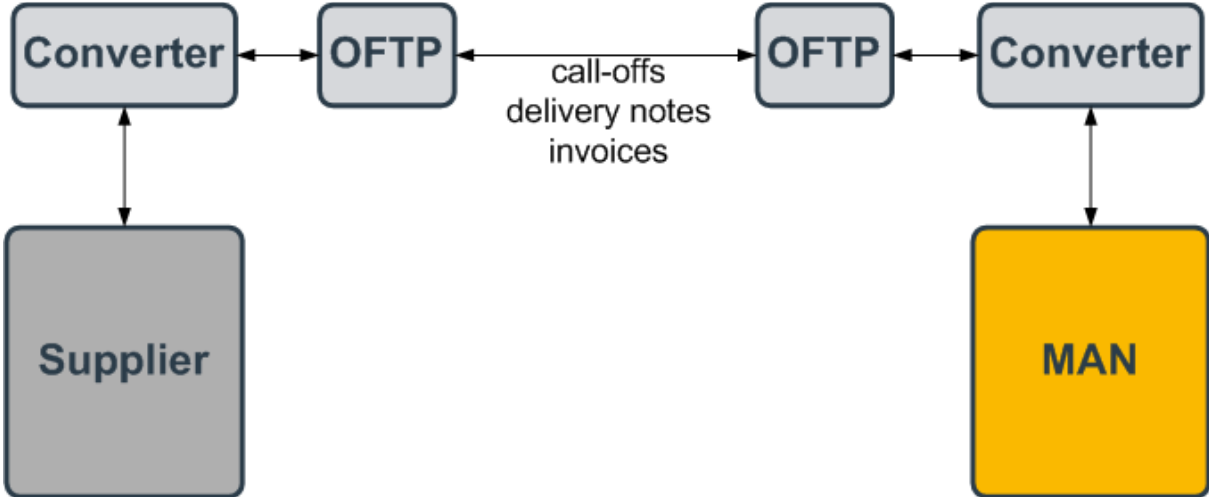 Converter
OFTP
OFTP
Converter
call-offs
delivery notes
invoices
Supplier
MAN